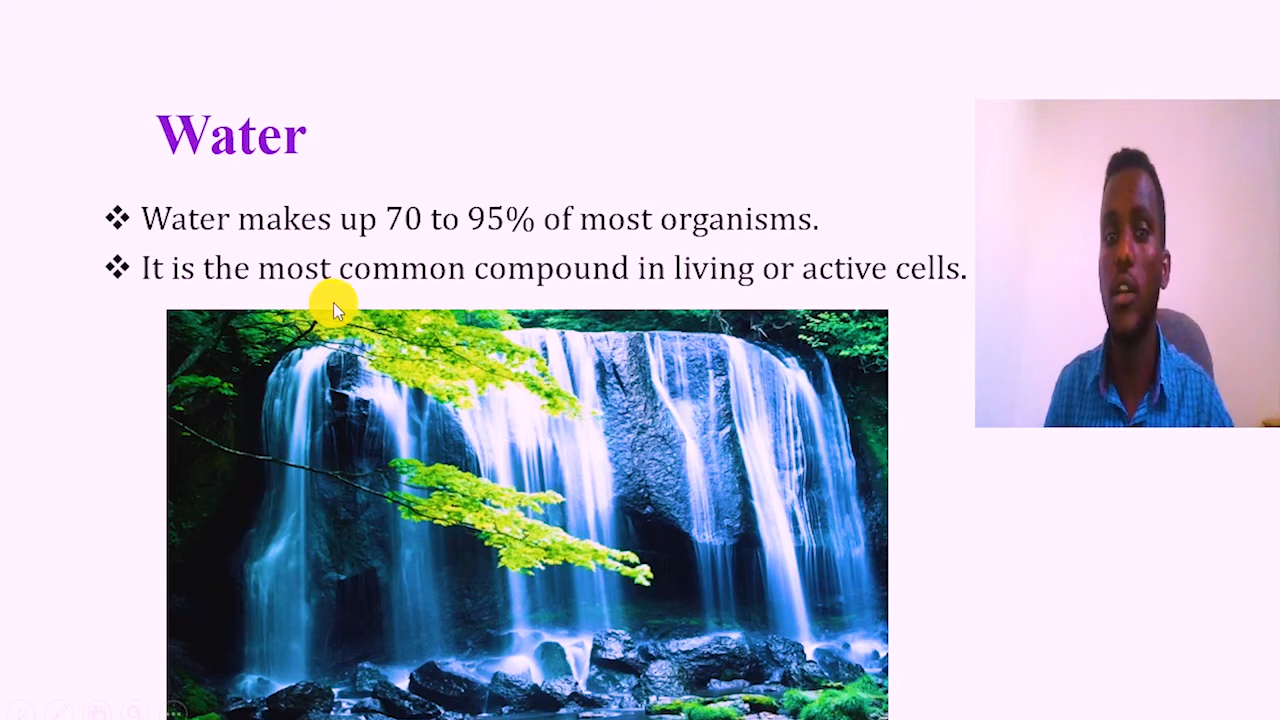 Water
❖ Water makes up 70 to 95% of most organisms.
❖ It is the most common compound in living or active cells.